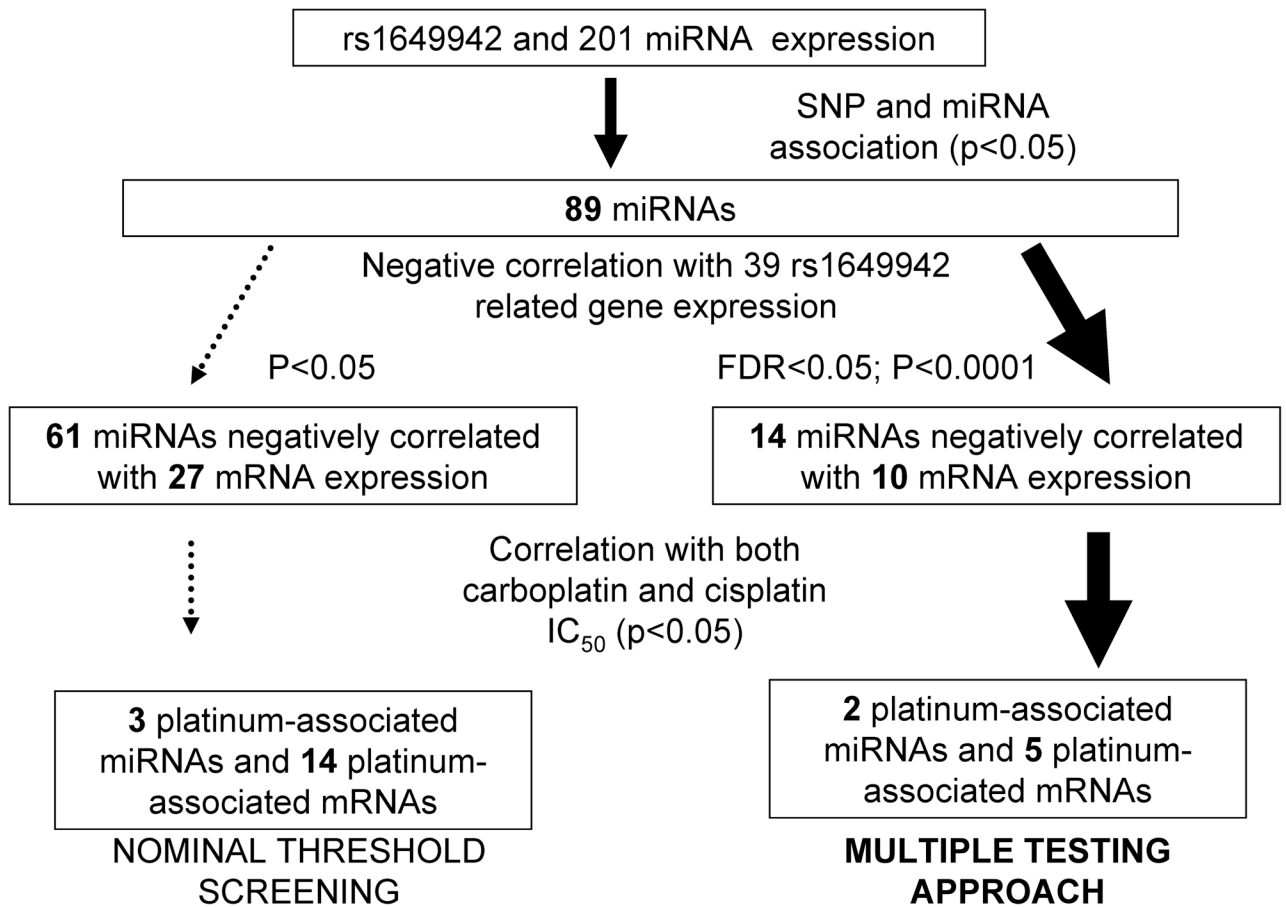 rs1649942 and 201 miRNA expression
SNP and miRNA
association (p<0.05)
89 miRNAs
Negative correlation with 39 rs1649942
related gene expression
P<0.05
FDR<0.05; P<0.0001
61 miRNAs negatively correlated
with 27 mRNA expression
14 miRNAs negatively correlated
with 10 mRNA expression
Correlation with both
carboplatin and cisplatin
IC50 (p<0.05)
3 platinum-associated
miRNAs and 14 platinum-
associated mRNAs
NOMINAL THRESHOLD
SCREENING
2 platinum-associated
miRNAs and 5 platinum-
associated mRNAs
MULTIPLE TESTING
APPROACH